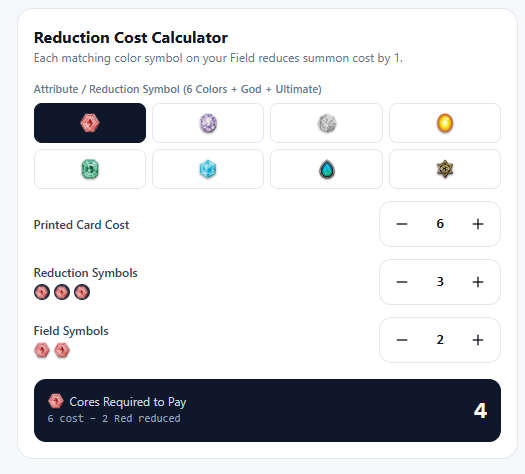 Reduction Cost Calculator
Each matching color symbol on your Field reduces summon cost by 1.
Attribute / Reduction Symbol (6 Colors + God + Ultimate)
Printed Card Cost
− 6 +
Reduction Symbols
− 3 +
Field Symbols
− 2 +
Cores Required to Pay
6 cost − 2 Red reduced
4